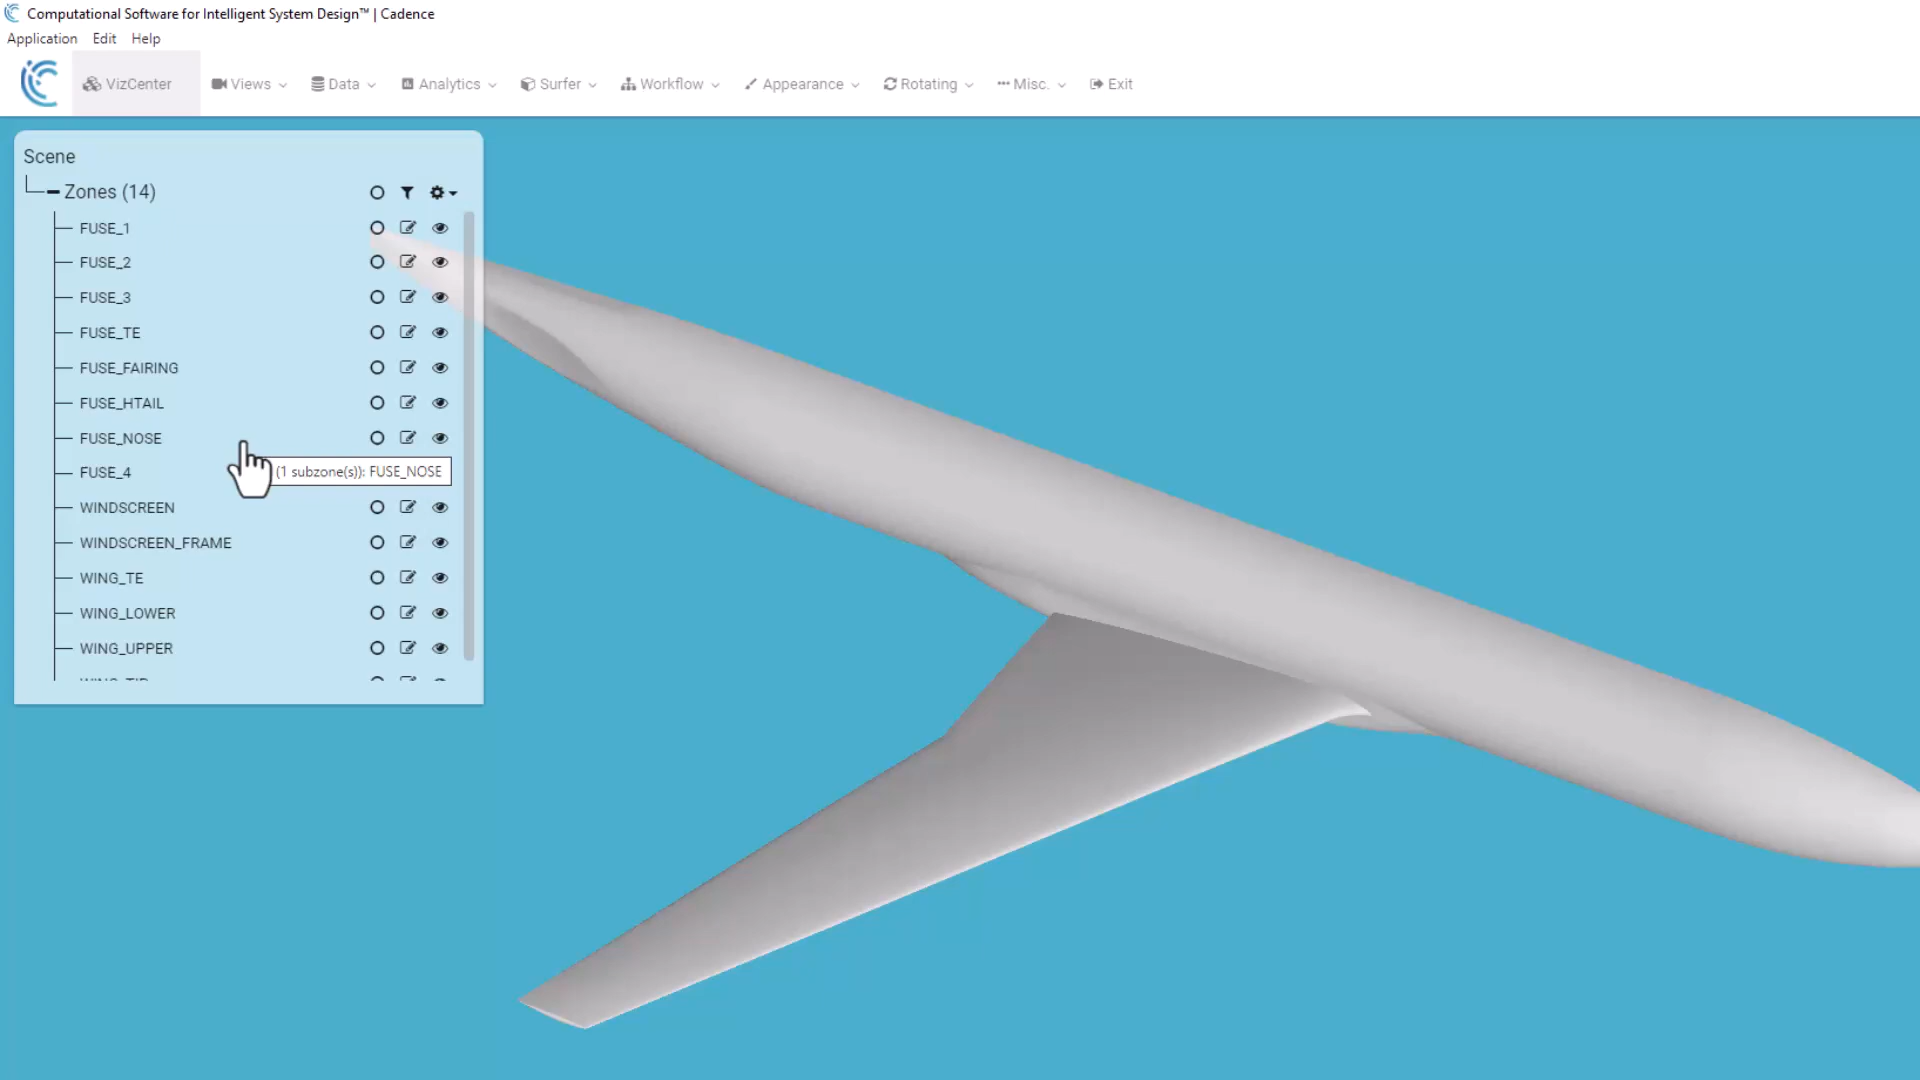 Computational Software for Intelligent System Design™ | Cadence
Application Edit Help
VizCenter Views Data Analytics Surfer Workflow Appearance Rotating Misc. Exit
Scene
Zones (14)
FUSE_1
FUSE_2
FUSE_3
FUSE_TE
FUSE_FAIRING
FUSE_HTAIL
FUSE_NOSE
(1 subzone(s)): FUSE_NOSE
FUSE_4
WINDSCREEN
WINDSCREEN_FRAME
WING_TE
WING_LOWER
WING_UPPER